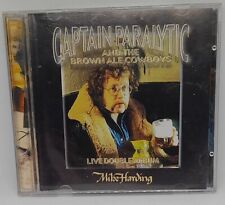 CAPTAIN PARALYTIC
AND THE
BROWN ALE COWBOYS
LIVE DOUBLE ALBUM
Mike Harding